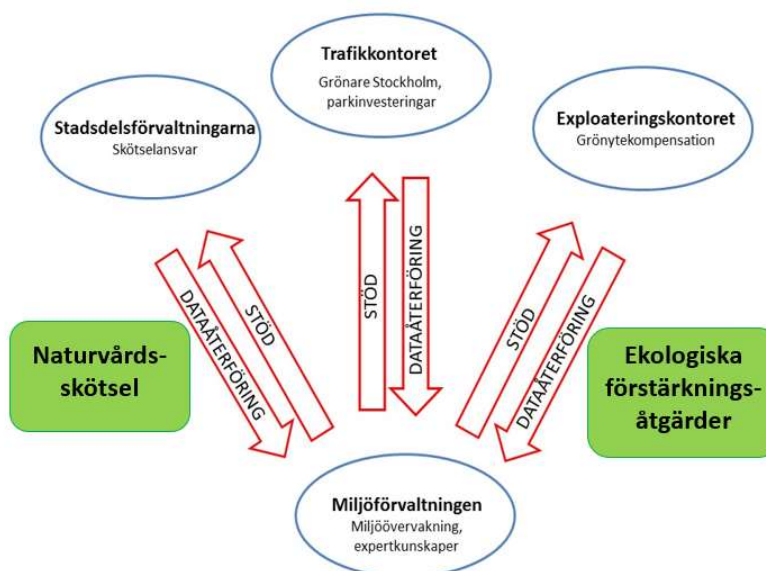 Trafikkontoret
Grönare Stockholm,
parkinvesteringar
Stadsdelsförvaltningarna
Skötselansvar
Exploateringskontoret
Grönytekompensation
DATAÅTERFÖRING
STÖD
STÖD
DATAÅTERFÖRING
STÖD
DATAÅTERFÖRING
Naturvårds-
skötsel
Ekologiska
förstärknings-
åtgärder
Miljöförvaltningen
Miljöövervakning,
expertkunskaper